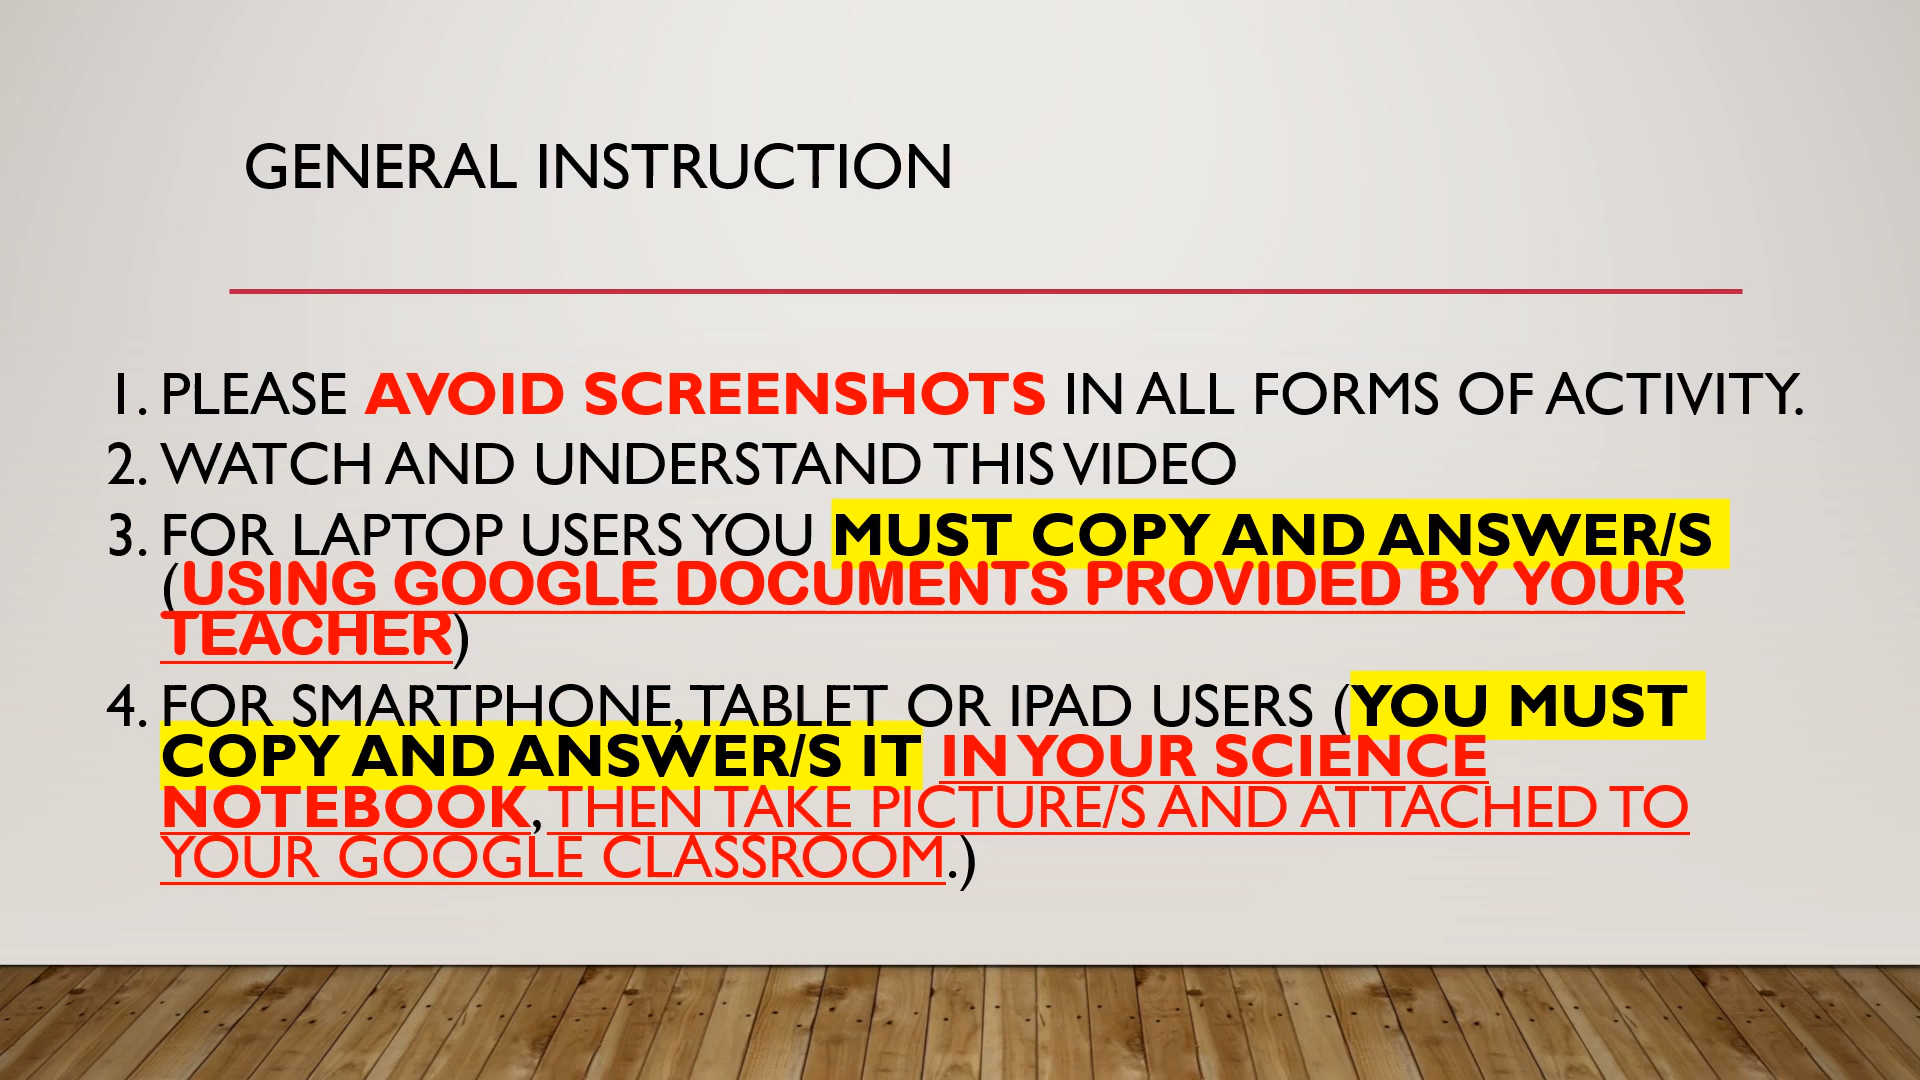 GENERAL INSTRUCTION
1. PLEASE AVOID SCREENSHOTS IN ALL FORMS OF ACTIVITY.
2. WATCH AND UNDERSTAND THIS VIDEO
3. FOR LAPTOP USERS YOU MUST COPY AND ANSWER/S
(USING GOOGLE DOCUMENTS PROVIDED BY YOUR
TEACHER)
4. FOR SMARTPHONE, TABLET OR IPAD USERS (YOU MUST
COPY AND ANSWER/S IT IN YOUR SCIENCE
NOTEBOOK, THEN TAKE PICTURE/S AND ATTACHED TO
YOUR GOOGLE CLASSROOM.)